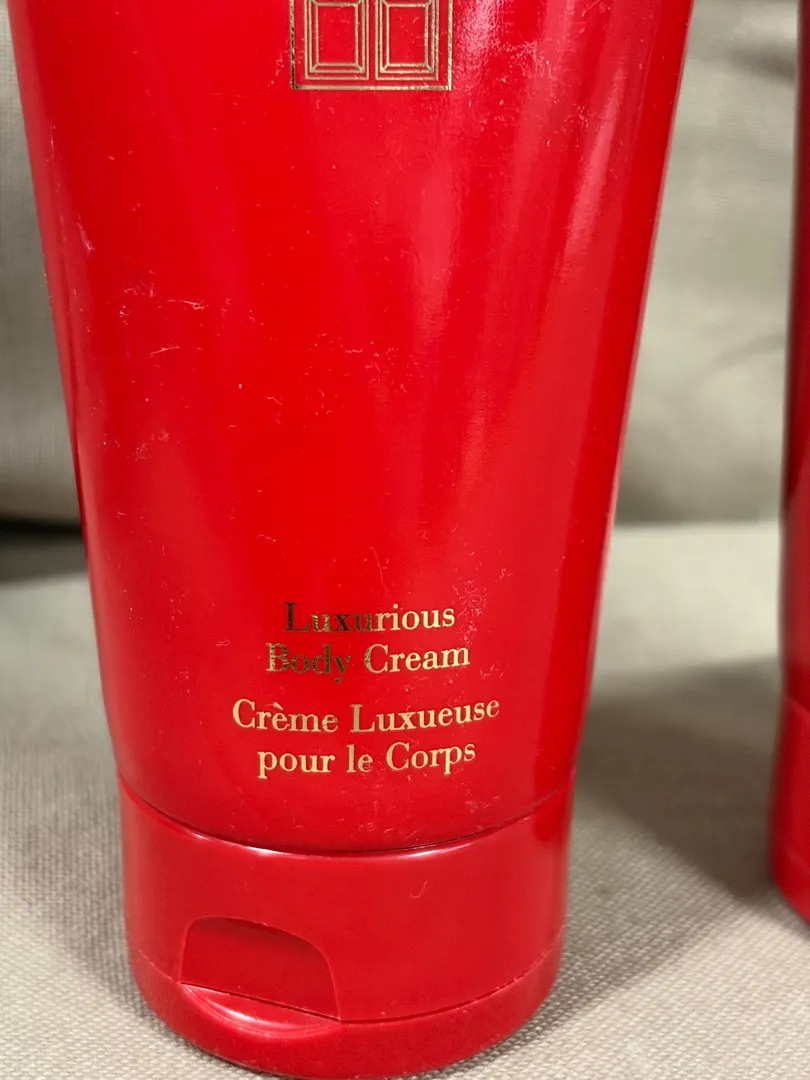 Luxurious
Body Cream
Crème Luxueuse
pour le Corps